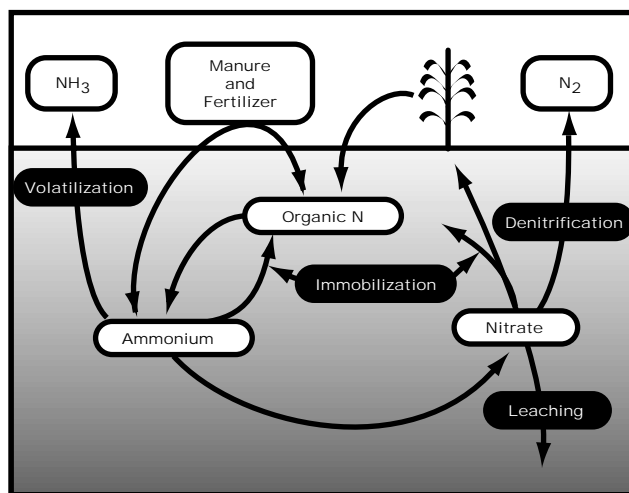 Manure
and
Fertilizer
NH3
N2
Volatilization
Organic N
Denitrification
Immobilization
Ammonium
Nitrate
Leaching